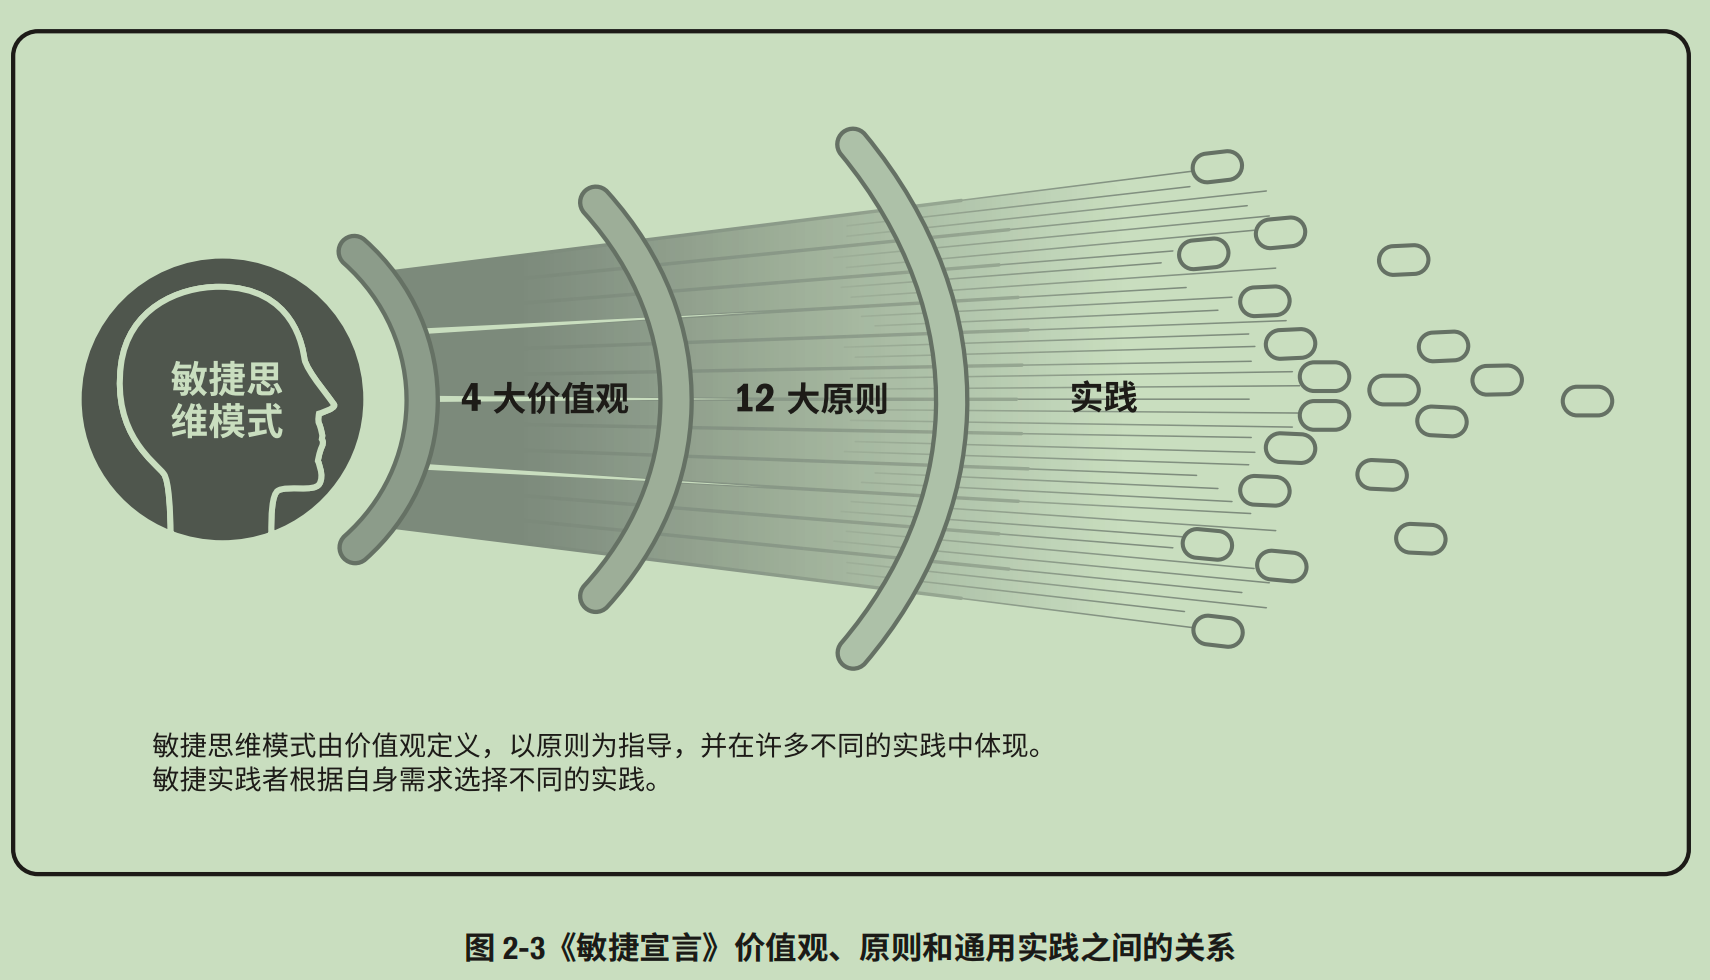 敏捷思
维模式
4 大价值观
12 大原则
实践
敏捷思维模式由价值观定义，以原则为指导，并在许多不同的实践中体现。
敏捷实践者根据自身需求选择不同的实践。
图 2-3《敏捷宣言》价值观、原则和通用实践之间的关系